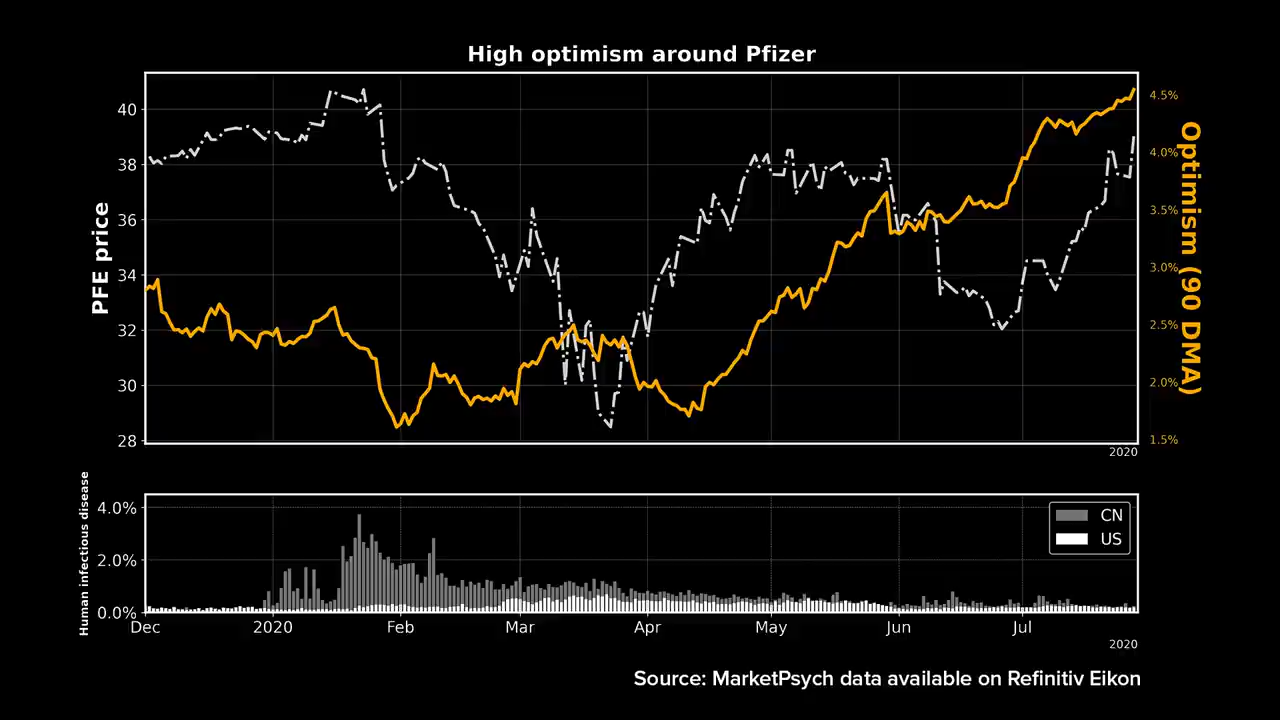 High optimism around Pfizer
PFE price
40
38
36
34
32
30
28
4.5%
4.0%
3.5%
3.0%
2.5%
2.0%
1.5%
Optimism (90 DMA)
2020
Human infectious disease
4.0%
2.0%
0.0%
CN
US
Dec 2020 Feb Mar Apr May Jun Jul
2020
Source: MarketPsych data available on Refinitiv Eikon